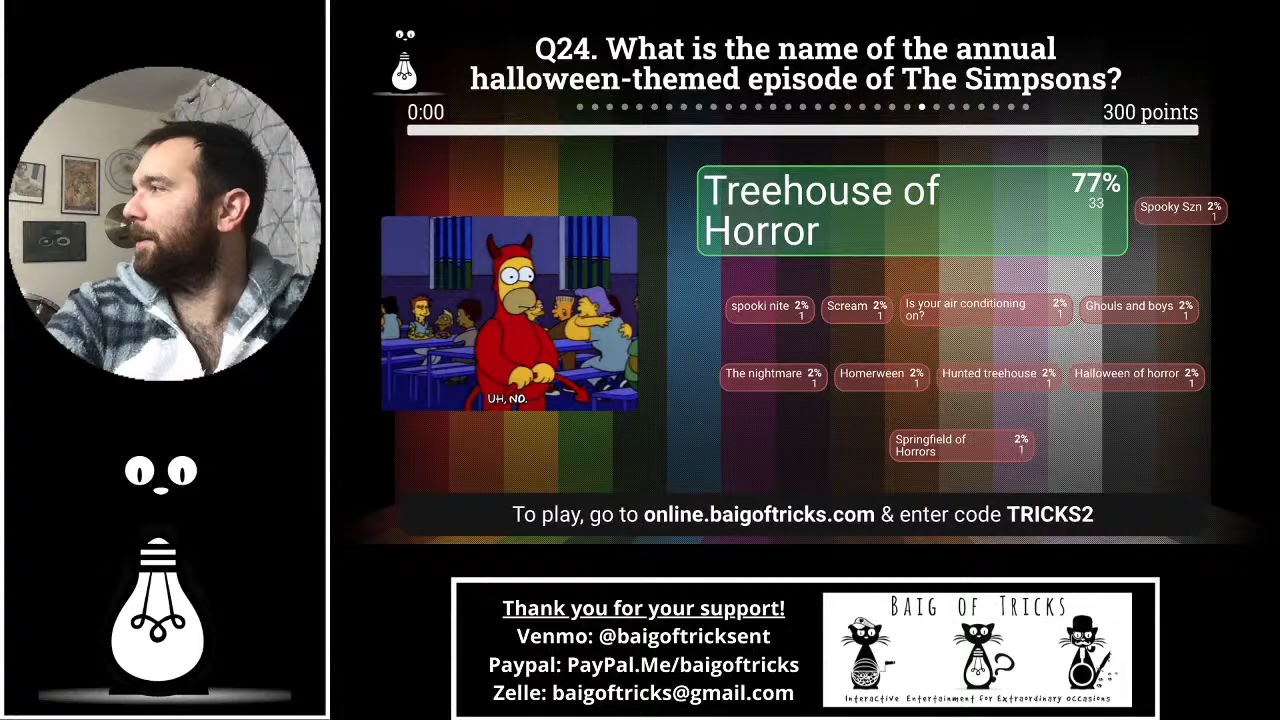 Q24. What is the name of the annual
halloween-themed episode of The Simpsons?
0:00
300 points
Treehouse of
Horror
77%
33
Spooky Szn 2%
1
spooki nite 2%
1
Scream 2%
1
Is your air conditioning
on?
2%
1
Ghouls and boys 2%
1
The nightmare 2%
1
Homerween 2%
1
Hunted treehouse 2%
1
Halloween of horror 2%
1
Springfield of
Horrors
2%
1
UH, NO.
To play, go to online.baigoftricks.com & enter code TRICKS2
Thank you for your support!
Venmo: @baigoftricksent
Paypal: PayPal.Me/baigoftricks
Zelle: baigoftricks@gmail.com
BAIG OF TRICKS
Interactive Entertainment for Extraordinary occasions